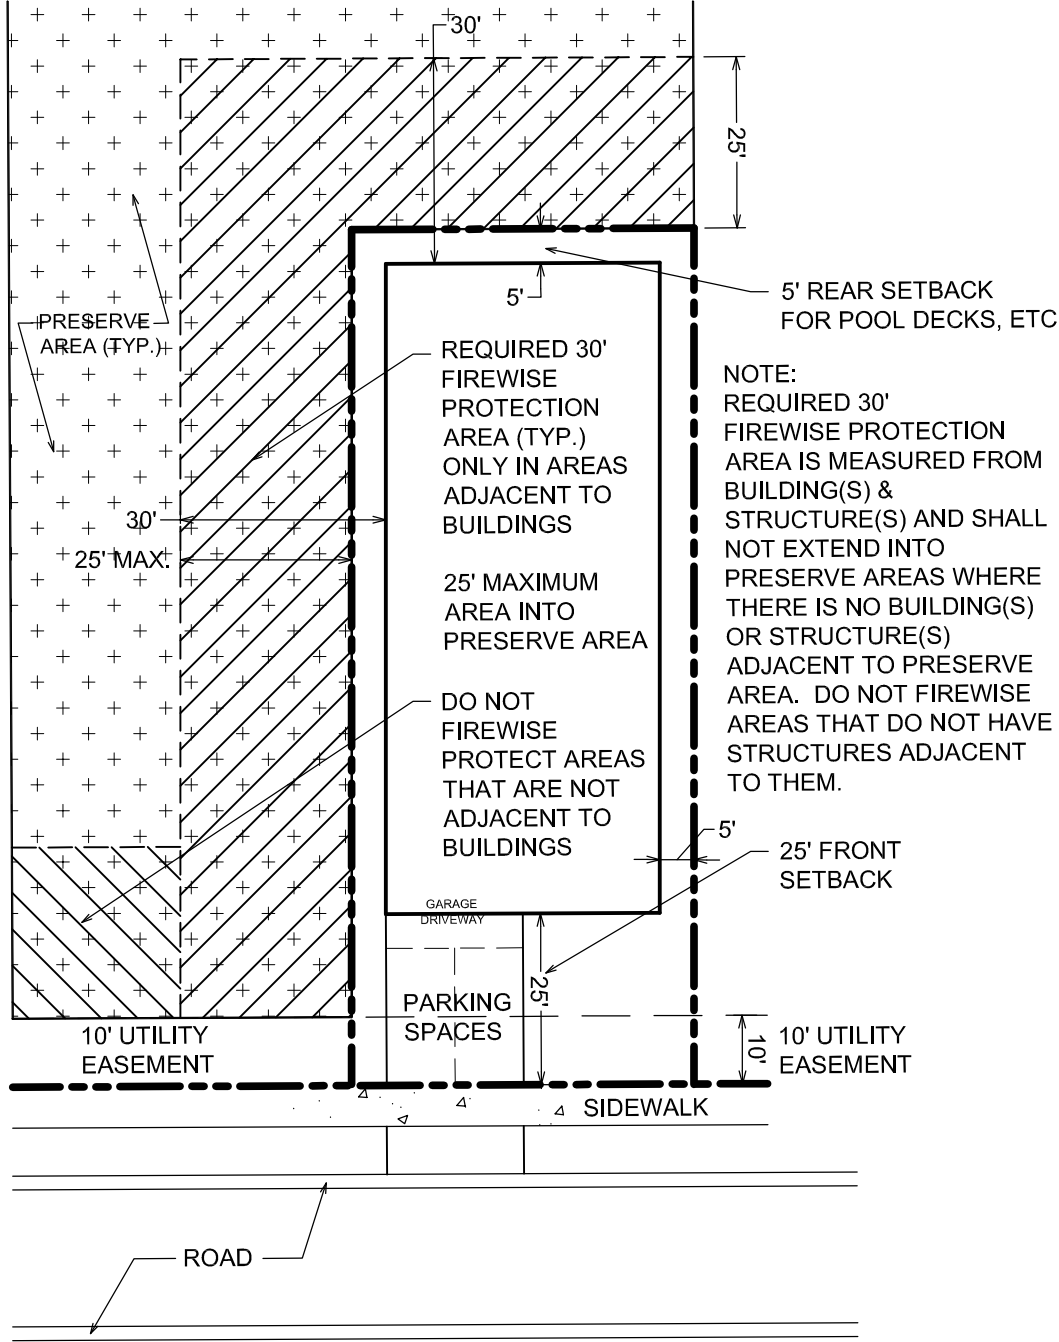 30'
25'
5' REAR SETBACK
FOR POOL DECKS, ETC
5'
PRESERVE
AREA (TYP.)
REQUIRED 30'
FIREWISE
PROTECTION
AREA (TYP.)
ONLY IN AREAS
ADJACENT TO
BUILDINGS
NOTE:
REQUIRED 30'
FIREWISE PROTECTION
AREA IS MEASURED FROM
BUILDING(S) &
STRUCTURE(S) AND SHALL
NOT EXTEND INTO
PRESERVE AREAS WHERE
THERE IS NO BUILDING(S)
OR STRUCTURE(S)
ADJACENT TO PRESERVE
AREA. DO NOT FIREWISE
AREAS THAT DO NOT HAVE
STRUCTURES ADJACENT
TO THEM.
30'
25' MAX.
25' MAXIMUM
AREA INTO
PRESERVE AREA
DO NOT
FIREWISE
PROTECT AREAS
THAT ARE NOT
ADJACENT TO
BUILDINGS
5'
25' FRONT
SETBACK
GARAGE
DRIVEWAY
25'
PARKING
SPACES
10' UTILITY
EASEMENT
10'
10' UTILITY
EASEMENT
SIDEWALK
ROAD